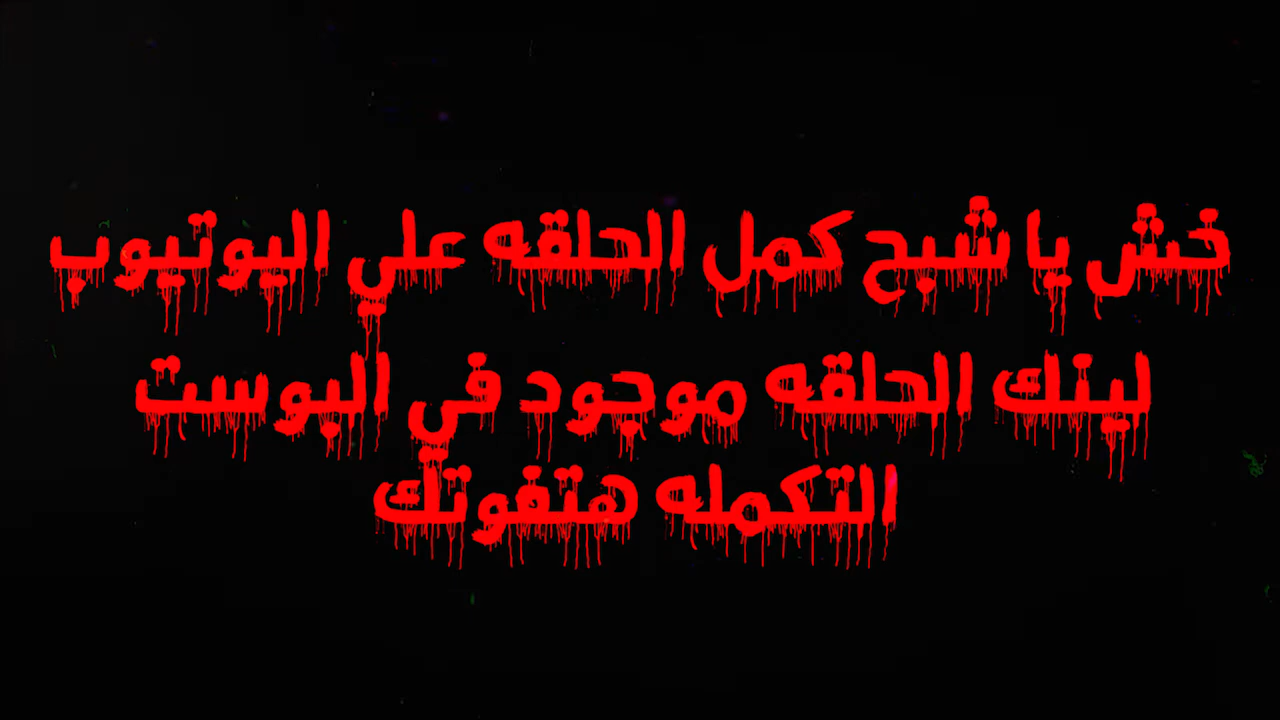 خش يا شبح كمل الحلقه علي اليوتيوب
لينك الحلقه موجود في البوست
التكمله هتفوتك